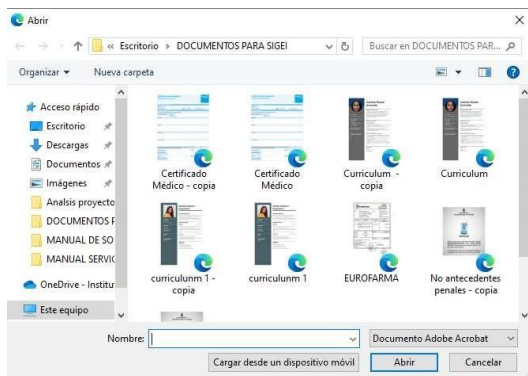 Abrir
« Escritorio > DOCUMENTOS PARA SIGEI
Buscar en DOCUMENTOS PAR...
Organizar
Nueva carpeta
Acceso rápido
Escritorio
Descargas
Documentos
Imágenes
Analsis proyecto
DOCUMENTOS F
MANUAL DE SO
MANUAL SERVIC
OneDrive - Institu
Este equipo
Certificado
Médico - copia
Certificado
Médico
Curriculum -
copia
Curriculum
curriculunm 1 -
copia
curriculunm 1
EUROFARMA
No antecedentes
penales - copia
Nombre:
Documento Adobe Acrobat
Cargar desde un dispositivo móvil
Abrir
Cancelar